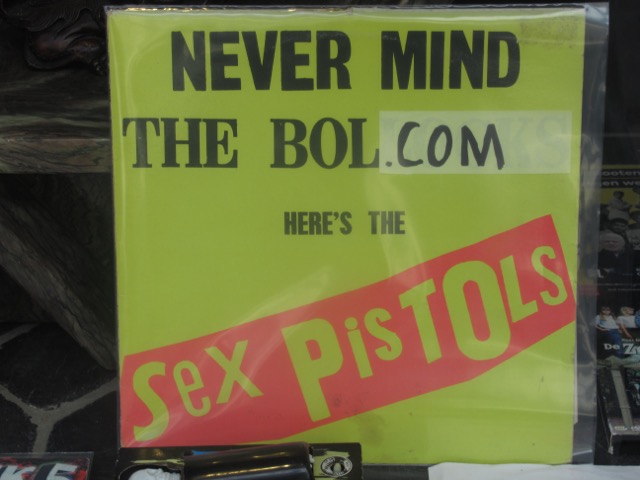 NEVER MIND
THE BOL.COM
HERE'S THE
Sex PisTOLs